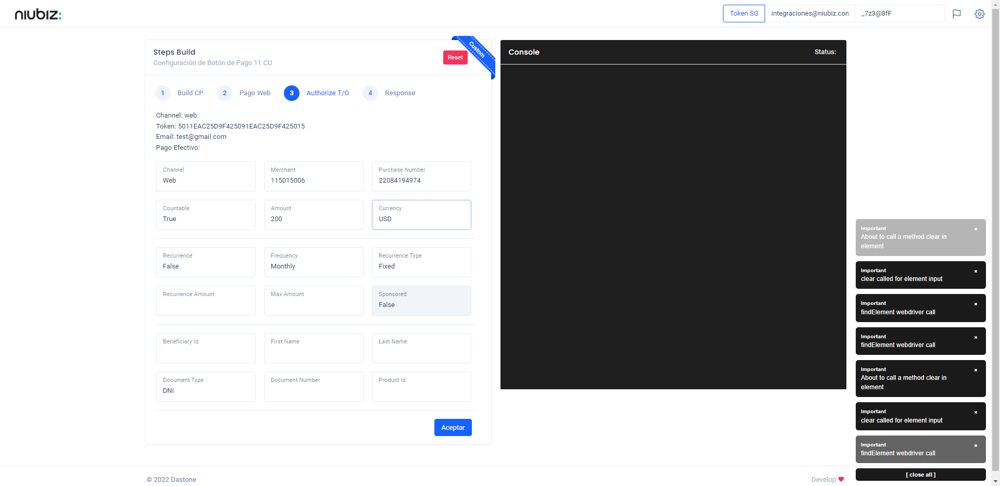 niubiz:
Token SG
integraciones@niubiz.con
_7z3@8fF
Steps Build
Configuración de Botón de Pago 11 CU
Reset
Custom
1 Build CP
2 Pago Web
3 Authorize T/O
4 Response
Channel: web
Token: 5011EAC25D9F425091EAC25D9F425015
Email: test@gmail.com
Pago Efectivo:
Channel
Web
Merchant
115015006
Purchase Number
22084194974
Countable
True
Amount
200
Currency
USD
Recurrence
False
Frequency
Monthly
Recurrence Type
Fixed
Recurrence Amount
Max Amount
Sponsored
False
Beneficiary Id
First Name
Last Name
Document Type
DNI
Document Number
Product Id
Aceptar
Console
Status:
Important
About to call a method clear in
element
×
Important
clear called for element input
×
Important
findElement webdriver call
×
Important
findElement webdriver call
×
Important
About to call a method clear in
element
×
Important
clear called for element input
×
Important
findElement webdriver call
×
[ close all ]
© 2022 Dastone
Develop